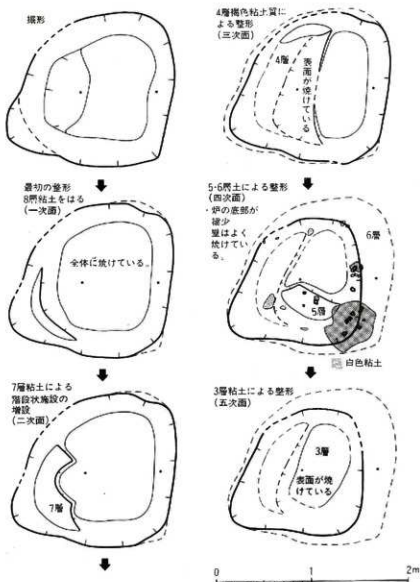 掘形
最初の整形
8層粘土をはる
(一次面)
全体に焼けている。
7層粘土による
階段状施設の
増設
(二次面)
7層
4層褐色粘土質に
よる整形
(三次面)
4層
表面が焼けている
5・6層土による整形
(四次面)
・炉の底部が
縮少
壁はよく
焼けてい
る。
6層
5層
白色粘土
3層粘土による整形
(五次面)
3層
表面が焼
けている
0 1 2m